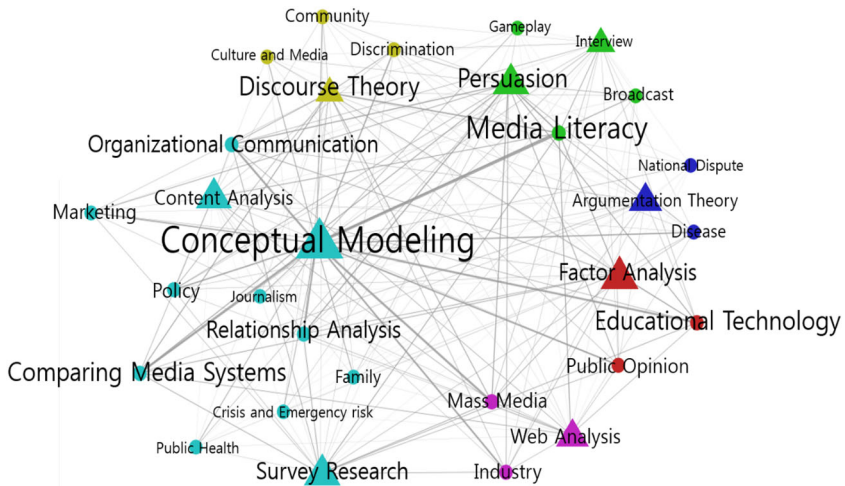 Community
Gameplay
Interview
Culture and Media
Discrimination
Discourse Theory
Persuasion
Broadcast
Media Literacy
Organizational Communication
National Dispute
Content Analysis
Argumentation Theory
Marketing
Disease
Conceptual Modeling
Factor Analysis
Policy
Journalism
Educational Technology
Relationship Analysis
Public Opinion
Comparing Media Systems
Family
Mass Media
Crisis and Emergency risk
Web Analysis
Public Health
Survey Research
Industry